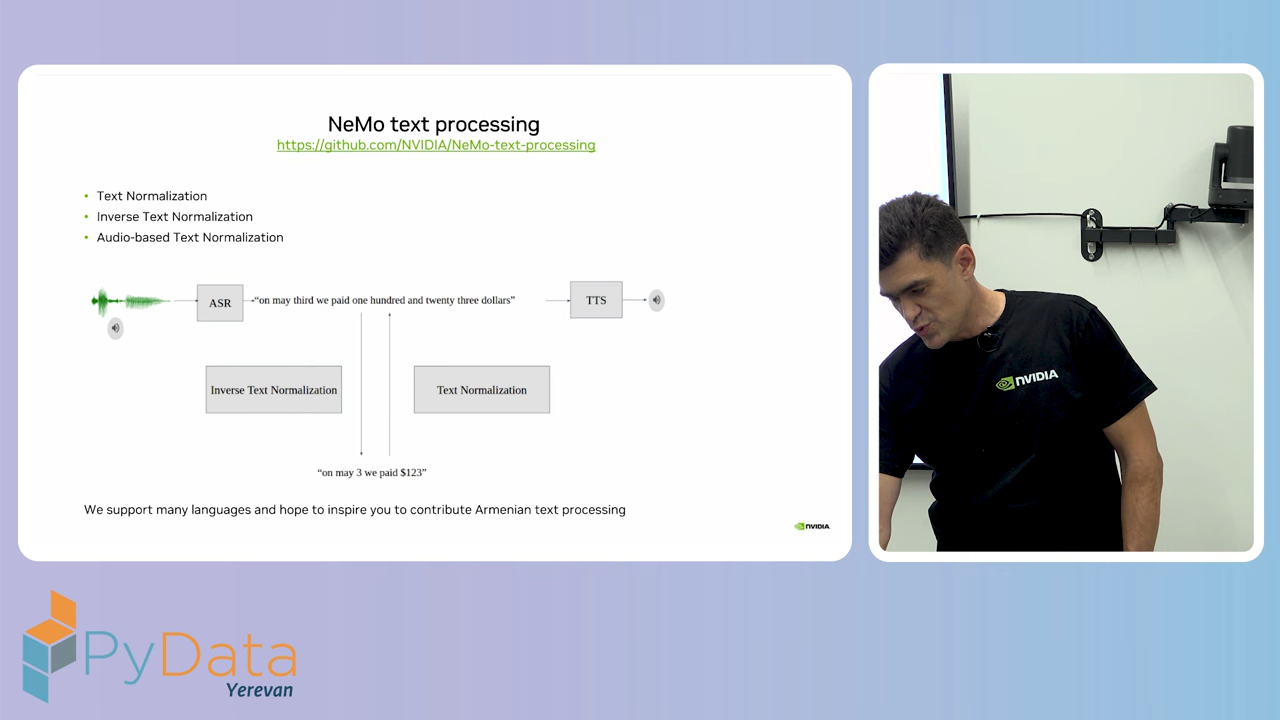 NeMo text processing
https://github.com/NVIDIA/NeMo-text-processing
• Text Normalization
• Inverse Text Normalization
• Audio-based Text Normalization
ASR
“on may third we paid one hundred and twenty three dollars”
TTS
Inverse Text Normalization
Text Normalization
“on may 3 we paid $123”
We support many languages and hope to inspire you to contribute Armenian text processing
NVIDIA
NVIDIA
PyData
Yerevan